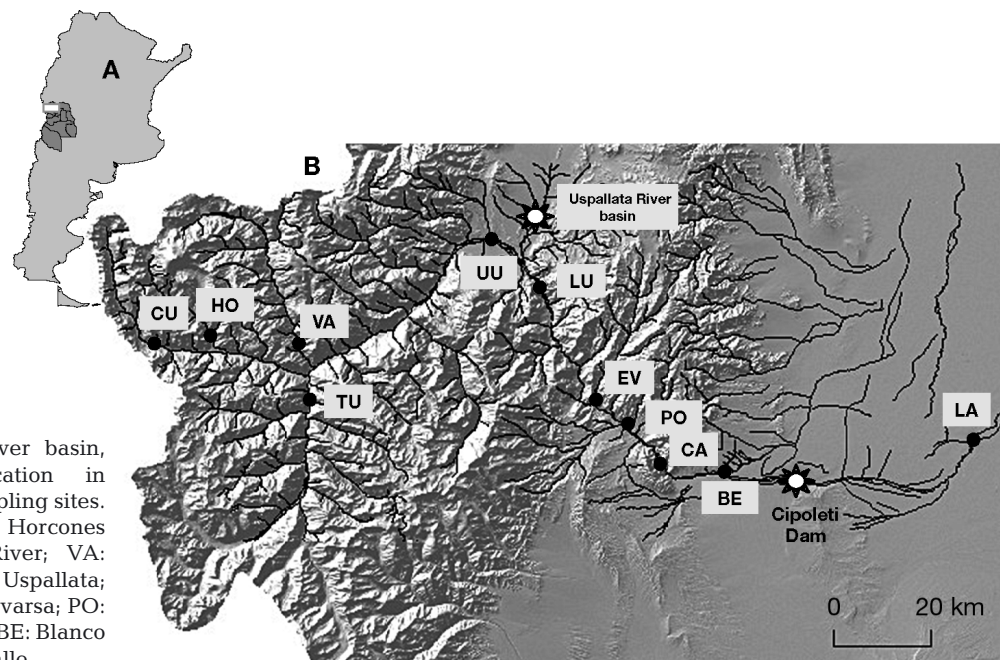 A
B
Uspallata River
basin
UU
LU
CU
HO
VA
TU
EV
PO
CA
BE
LA
Cipoleti
Dam
0 20 km
ver basin,
cation in
pling sites.
Horcones
River; VA:
Uspallata;
varsa; PO:
BE: Blanco